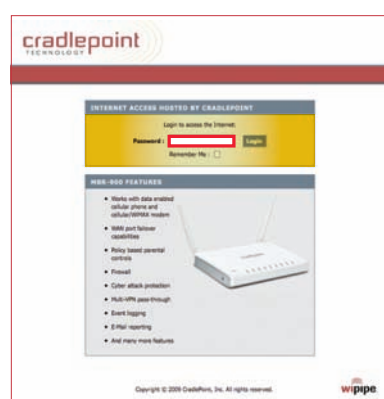 cradlepoint
TECHNOLOGY
INTERNET ACCESS HOSTED BY CRADLEPOINT
Login to access the Internet:
Password :
Login
Remember Me :
MBR-900 FEATURES
• Works with data enabled
cellular phone and
cellular/WiMAX modem
• WAN port failover
capabilities
• Policy based parental
controls
• Firewall
• Cyber attack protection
• Multi-VPN pass-through
• Event logging
• E-Mail reporting
• And many more features
Copyright © 2009 CradlePoint, Inc. All rights reserved.
wipipe